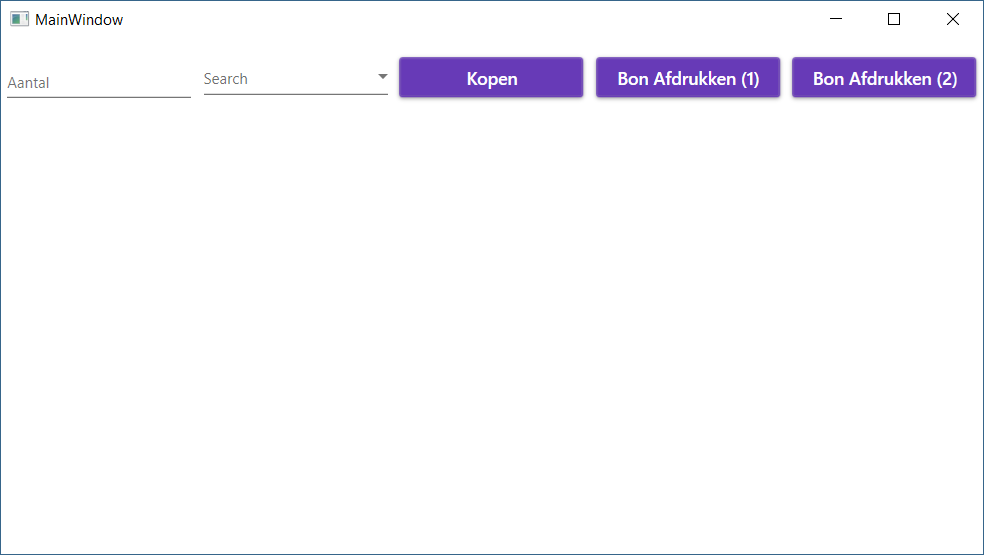 MainWindow
Aantal
Search
Kopen
Bon Afdrukken (1)
Bon Afdrukken (2)